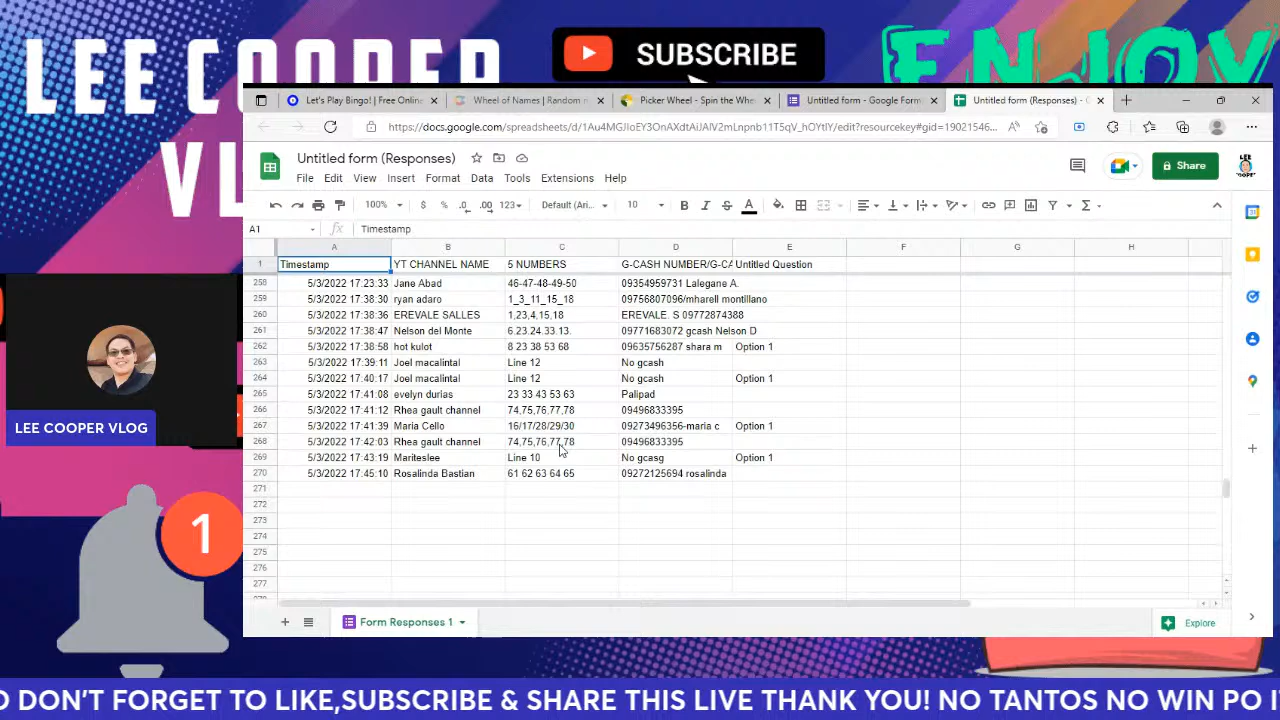 LEE COOPER
VL
SUBSCRIBE
ENJOY
Let's Play Bingo! | Free Online
Wheel of Names | Random n
Picker Wheel - Spin the Whe
Untitled form - Google Form
Untitled form (Responses) - G
https://docs.google.com/spreadsheets/d/
Untitled form (Responses)
File Edit View Insert Format Data Tools Extensions Help
Share
100% $ % .0 .00 123 Default (Ari... 10 B I S A
A1 fx Timestamp
A B C D E F G H
1 Timestamp YT CHANNEL NAME 5 NUMBERS G-CASH NUMBER/G-CA Untitled Question
258 5/3/2022 17:23:33 Jane Abad 46-47-48-49-50 09354959731 Lalegane A.
259 5/3/2022 17:38:30 ryan adaro 1_3_11_15_18 09756807096/mharell montillano
260 5/3/2022 17:38:36 EREVALE SALLES 1,23,4,15,18 EREVALE. S 09772874388
261 5/3/2022 17:38:47 Nelson del Monte 6.23.24.33.13. 09771683072 gcash Nelson D
262 5/3/2022 17:38:58 hot kulot 8 23 38 53 68 09635756287 shara m Option 1
263 5/3/2022 17:39:11 Joel macalintal Line 12 No gcash
264 5/3/2022 17:40:17 Joel macalintal Line 12 No gcash Option 1
265 5/3/2022 17:41:08 evelyn durias 23 33 43 53 63 Palipad
266 5/3/2022 17:41:12 Rhea gault channel 74,75,76,77,78 09496833395
267 5/3/2022 17:41:39 Maria Cello 16/17/28/29/30 09273496356-maria c Option 1
268 5/3/2022 17:42:03 Rhea gault channel 74,75,76,77,78 09496833395
269 5/3/2022 17:43:19 Mariteslee Line 10 No gcasg Option 1
270 5/3/2022 17:45:10 Rosalinda Bastian 61 62 63 64 65 09272125694 rosalinda
271
272
273
274
275
276
277
LEE COOPER VLOG
1
Form Responses 1
Explore
O DON'T FORGET TO LIKE,SUBSCRIBE & SHARE THIS LIVE THANK YOU! NO TANTOS NO WIN PO